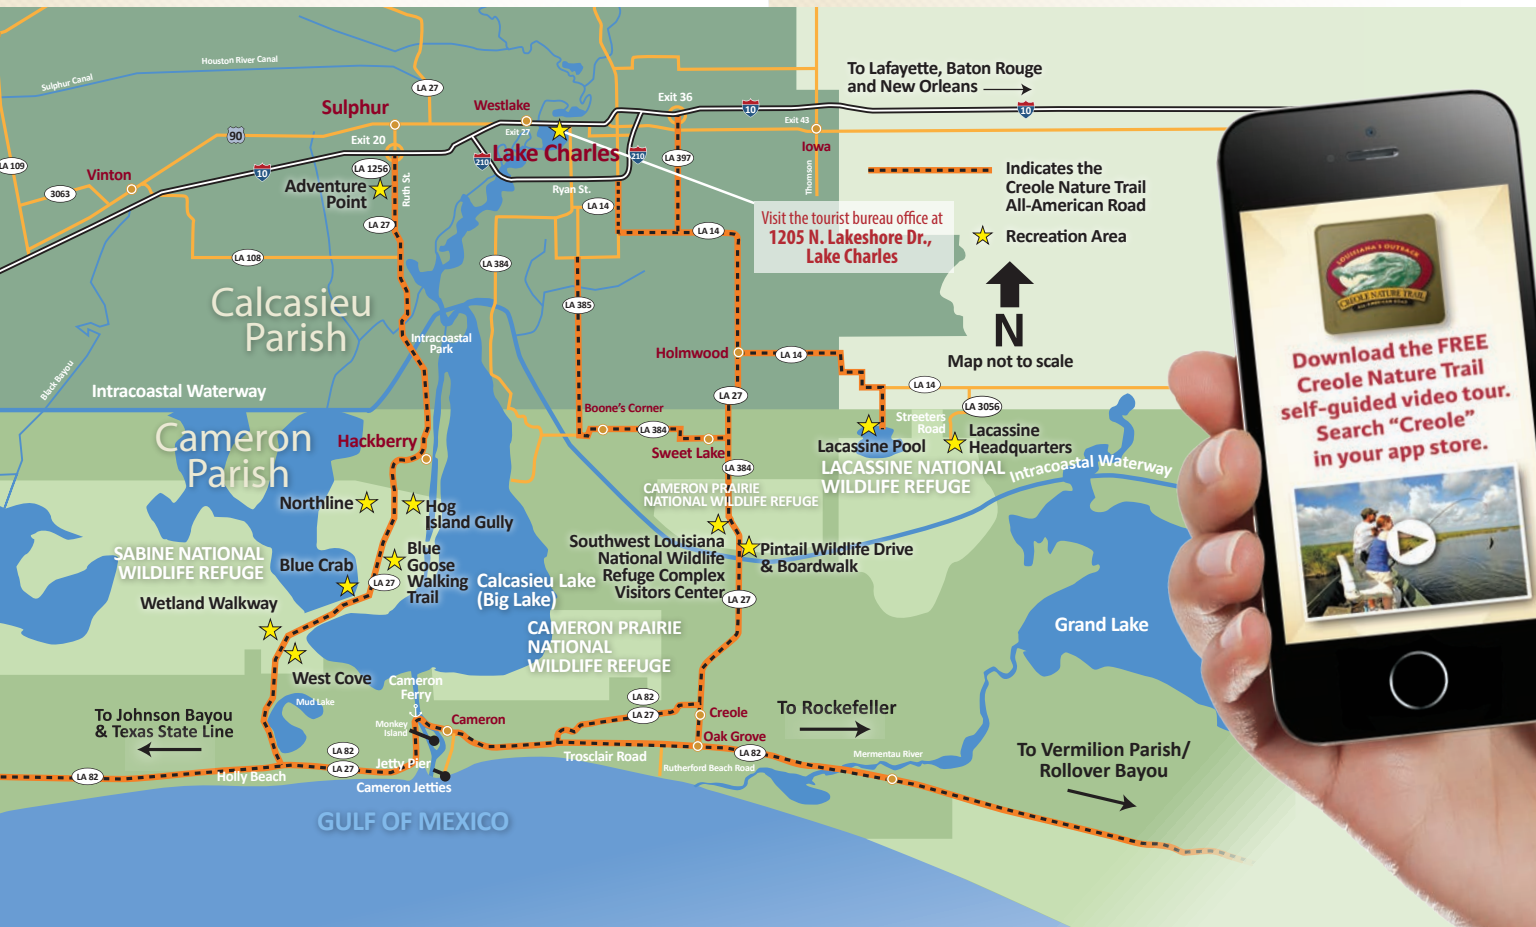 Sulphur Canal
Houston River Canal
LA 27
Sulphur
Westlake
Exit 36
10
To Lafayette, Baton Rouge
and New Orleans
10
90
Exit 20
Exit 27
Exit 43
Iowa
LA 109
3063
Vinton
10
LA 1256
Adventure
Point
Ruth St.
210
Lake Charles
210
LA 397
Thomson
Ryan St.
LA 14
Indicates the
Creole Nature Trail
All-American Road
Recreation Area
Visit the tourist bureau office at
1205 N. Lakeshore Dr.,
Lake Charles
LA 27
LA 14
LA 108
LA 384
Calcasieu
Parish
LA 385
N
Map not to scale
Intracoastal
Park
Holmwood
LA 14
Black Bayou
Intracoastal Waterway
LA 27
LA 14
LA 3056
Boone's Corner
LA 384
Sweet Lake
Streeters
Road
Lacassine Pool
Lacassine
Headquarters
Cameron
Parish
Hackberry
LA 384
LACASSINE NATIONAL
WILDLIFE REFUGE
Intracoastal Waterway
CAMERON PRAIRIE
NATIONAL WILDLIFE REFUGE
Northline
Hog
Island Gully
SABINE NATIONAL
WILDLIFE REFUGE
Blue Crab
Blue
Goose
Walking
Trail
LA 27
Wetland Walkway
Southwest Louisiana
National Wildlife
Refuge Complex
Visitors Center
Pintail Wildlife Drive
& Boardwalk
LA 27
Calcasieu Lake
(Big Lake)
CAMERON PRAIRIE
NATIONAL
WILDLIFE REFUGE
Grand Lake
West Cove
Cameron
Ferry
Mud Lake
Monkey
Island
Cameron
LA 82
LA 27
Creole
To Rockefeller
To Johnson Bayou
& Texas State Line
Oak Grove
LA 82
LA 82
LA 27
LA 82
Holly Beach
Jetty Pier
Cameron Jetties
Trosclair Road
Rutherford Beach Road
Mermentau River
To Vermilion Parish/
Rollover Bayou
GULF OF MEXICO
LOUISIANA'S OUTBACK
CREOLE NATURE TRAIL
Download the FREE
Creole Nature Trail
self-guided video tour.
Search “Creole”
in your app store.